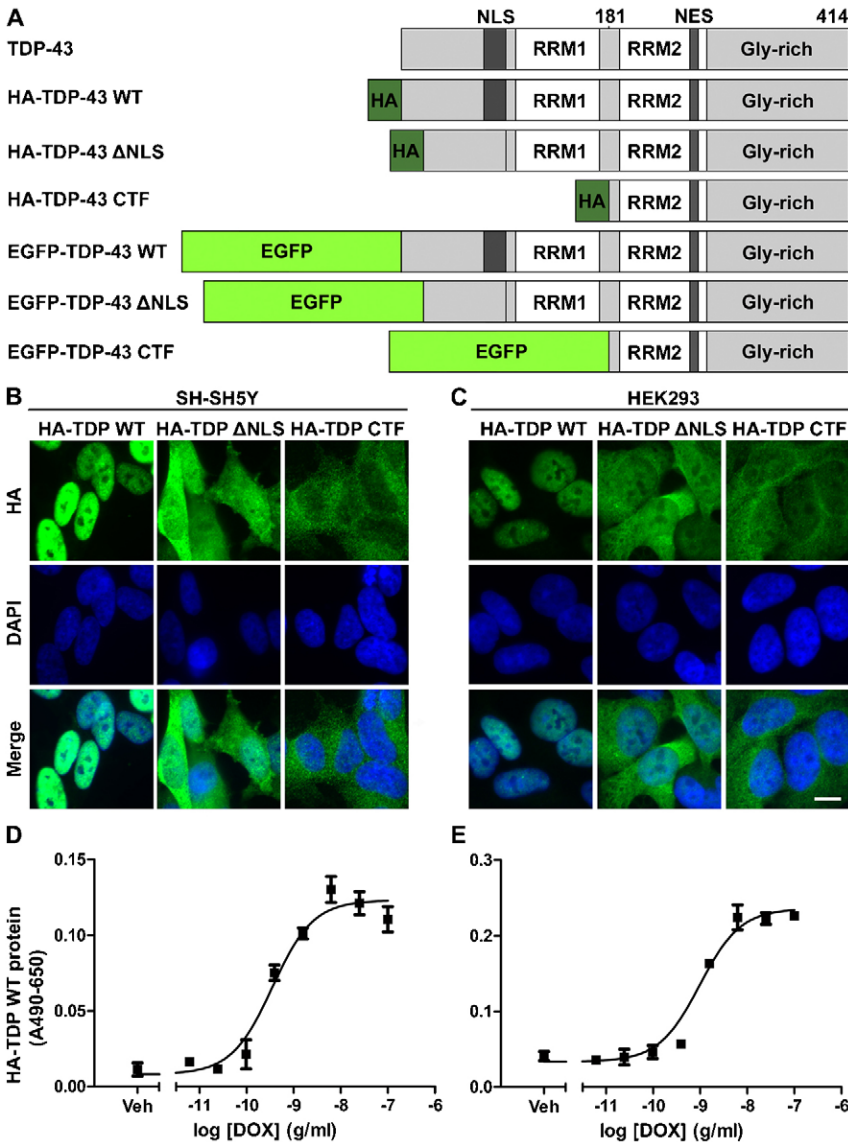 A
NLS 181 NES 414
TDP-43 RRM1 RRM2 Gly-rich
HA-TDP-43 WT HA RRM1 RRM2 Gly-rich
HA-TDP-43 ΔNLS HA RRM1 RRM2 Gly-rich
HA-TDP-43 CTF HA RRM2 Gly-rich
EGFP-TDP-43 WT EGFP RRM1 RRM2 Gly-rich
EGFP-TDP-43 ΔNLS EGFP RRM1 RRM2 Gly-rich
EGFP-TDP-43 CTF EGFP RRM2 Gly-rich
B SH-SH5Y
HA-TDP WT HA-TDP ΔNLS HA-TDP CTF
HA
DAPI
Merge
C HEK293
HA-TDP WT HA-TDP ΔNLS HA-TDP CTF
D
HA-TDP WT protein
(A490-650)
0.15
0.10
0.05
0.00
Veh -11 -10 -9 -8 -7 -6
log [DOX] (g/ml)
E
0.3
0.2
0.1
0.0
Veh -11 -10 -9 -8 -7 -6
log [DOX] (g/ml)